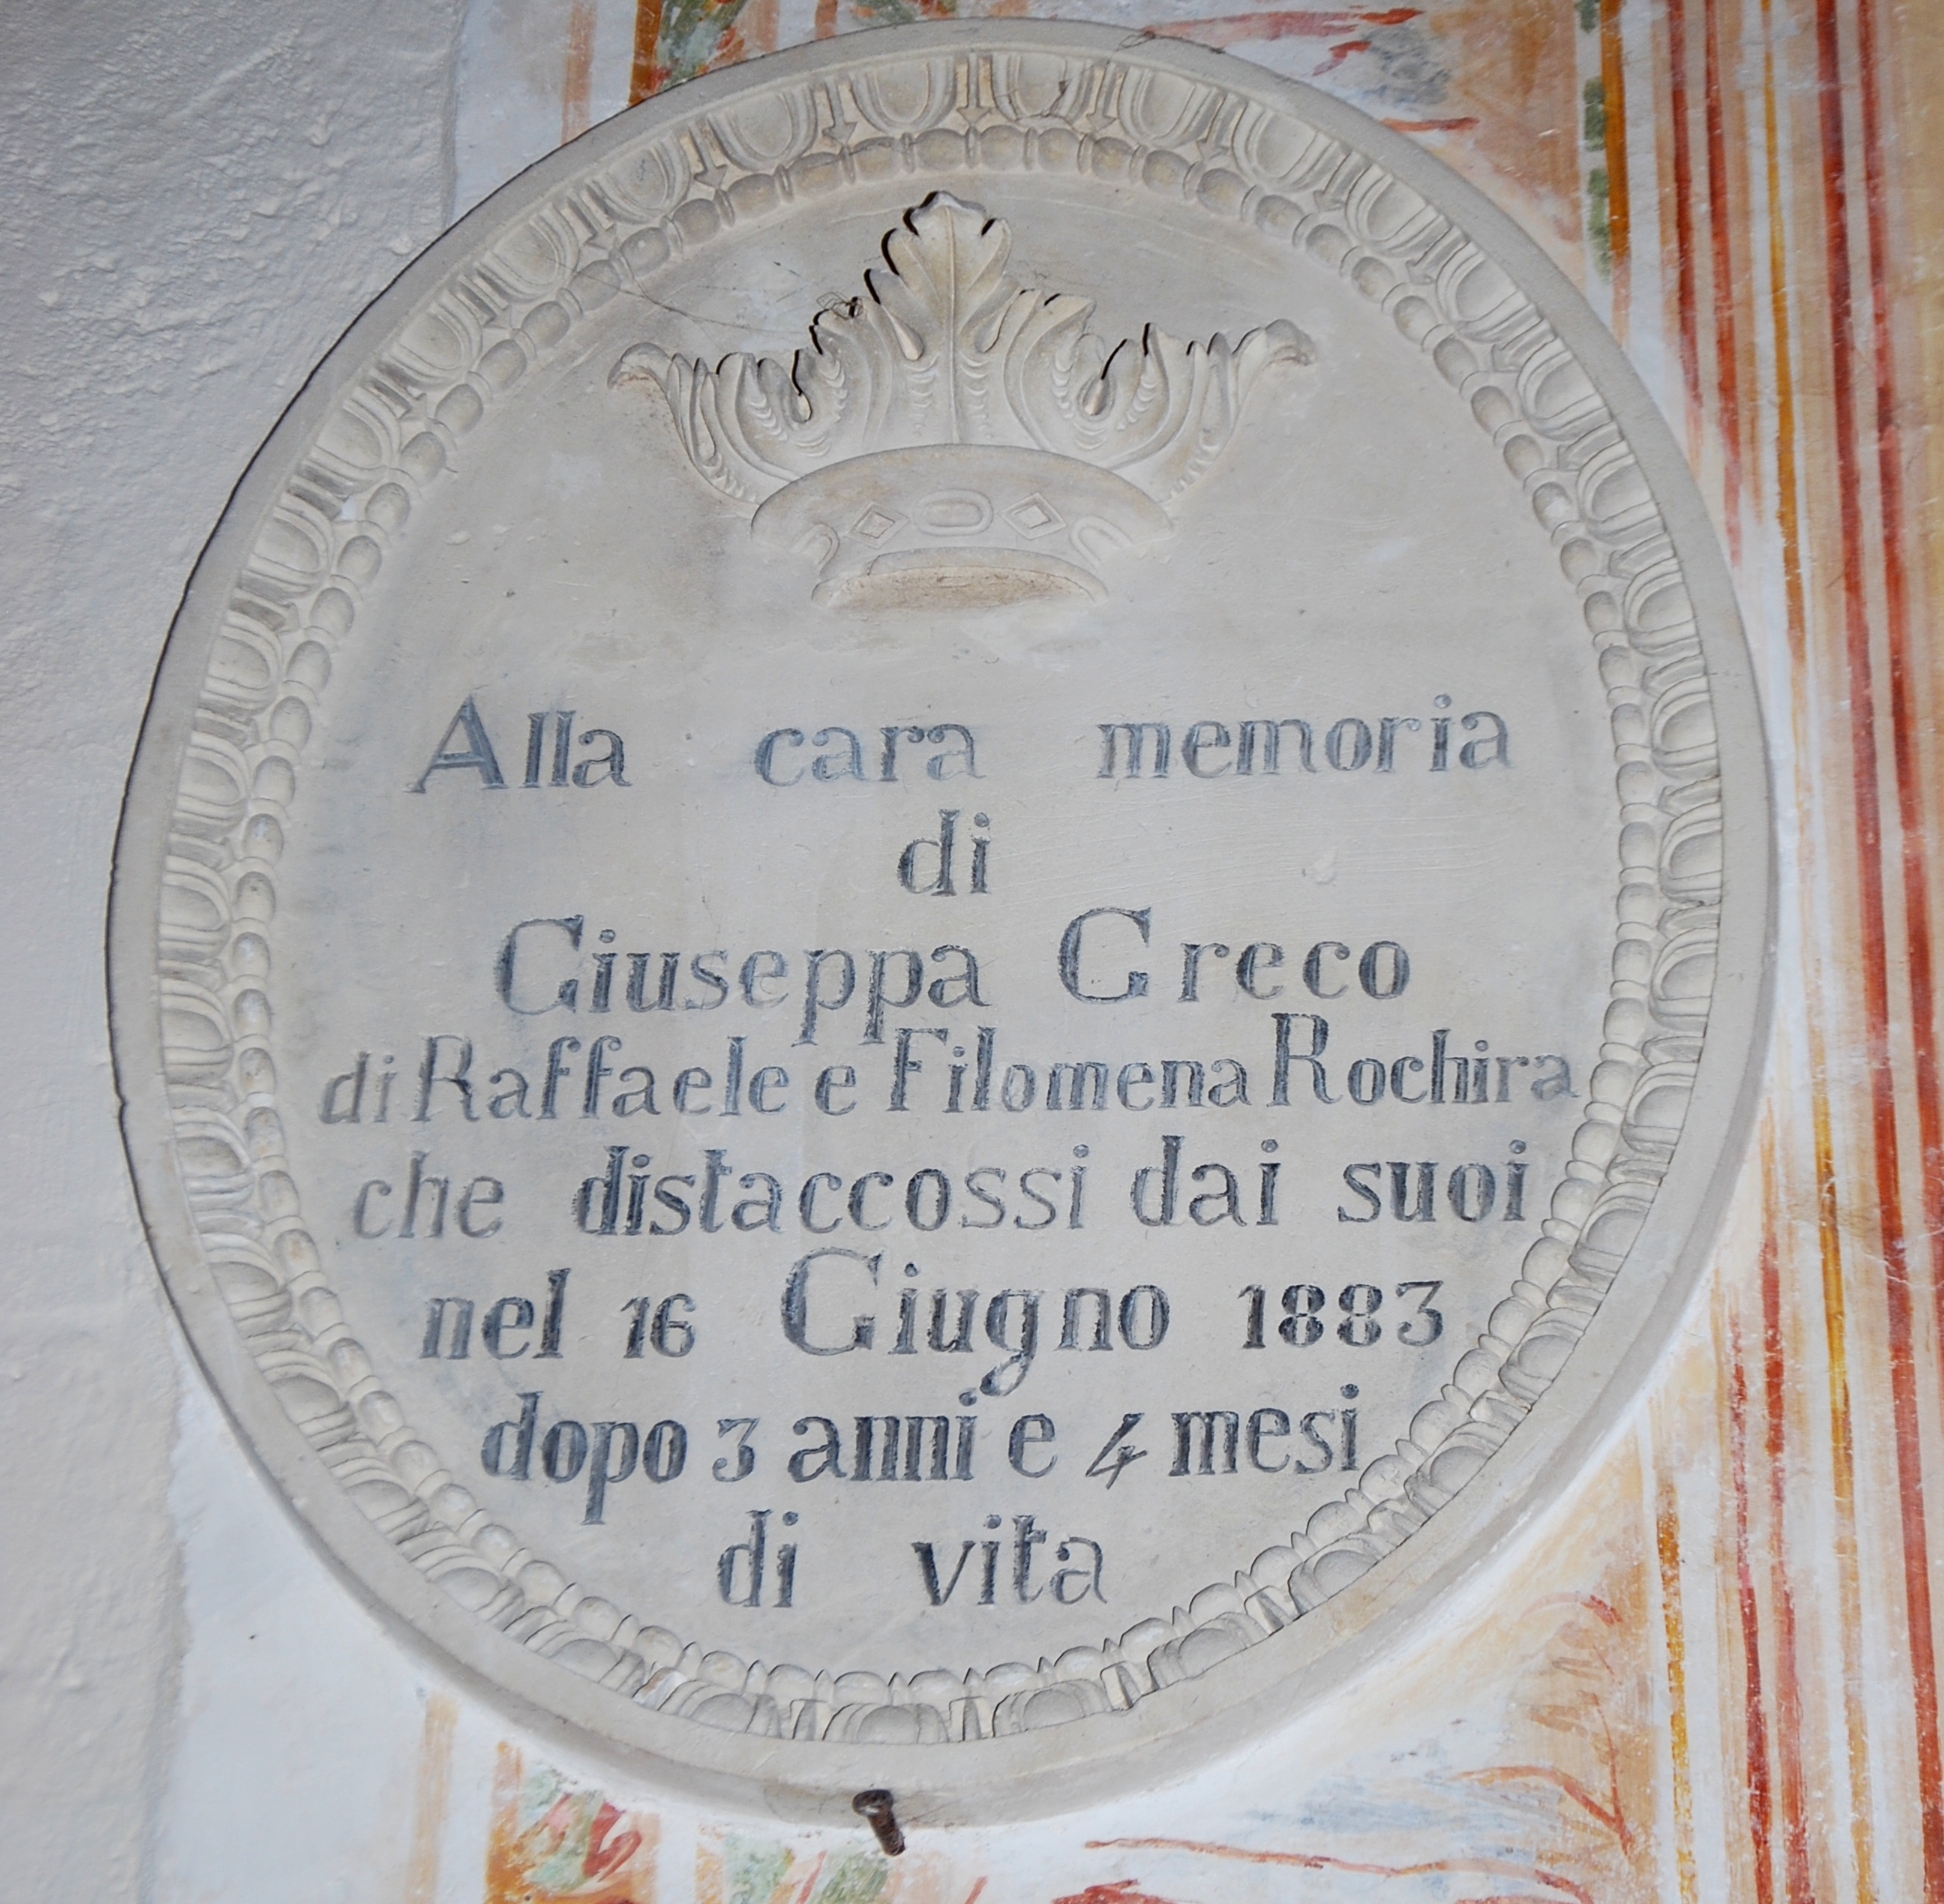 Alla cara memoria
di
Giuseppa Greco
di Raffaele e Filomena Rochira
che distaccossi dai suoi
nel 16 Giugno 1883
dopo 3 anni e 4 mesi
di vita